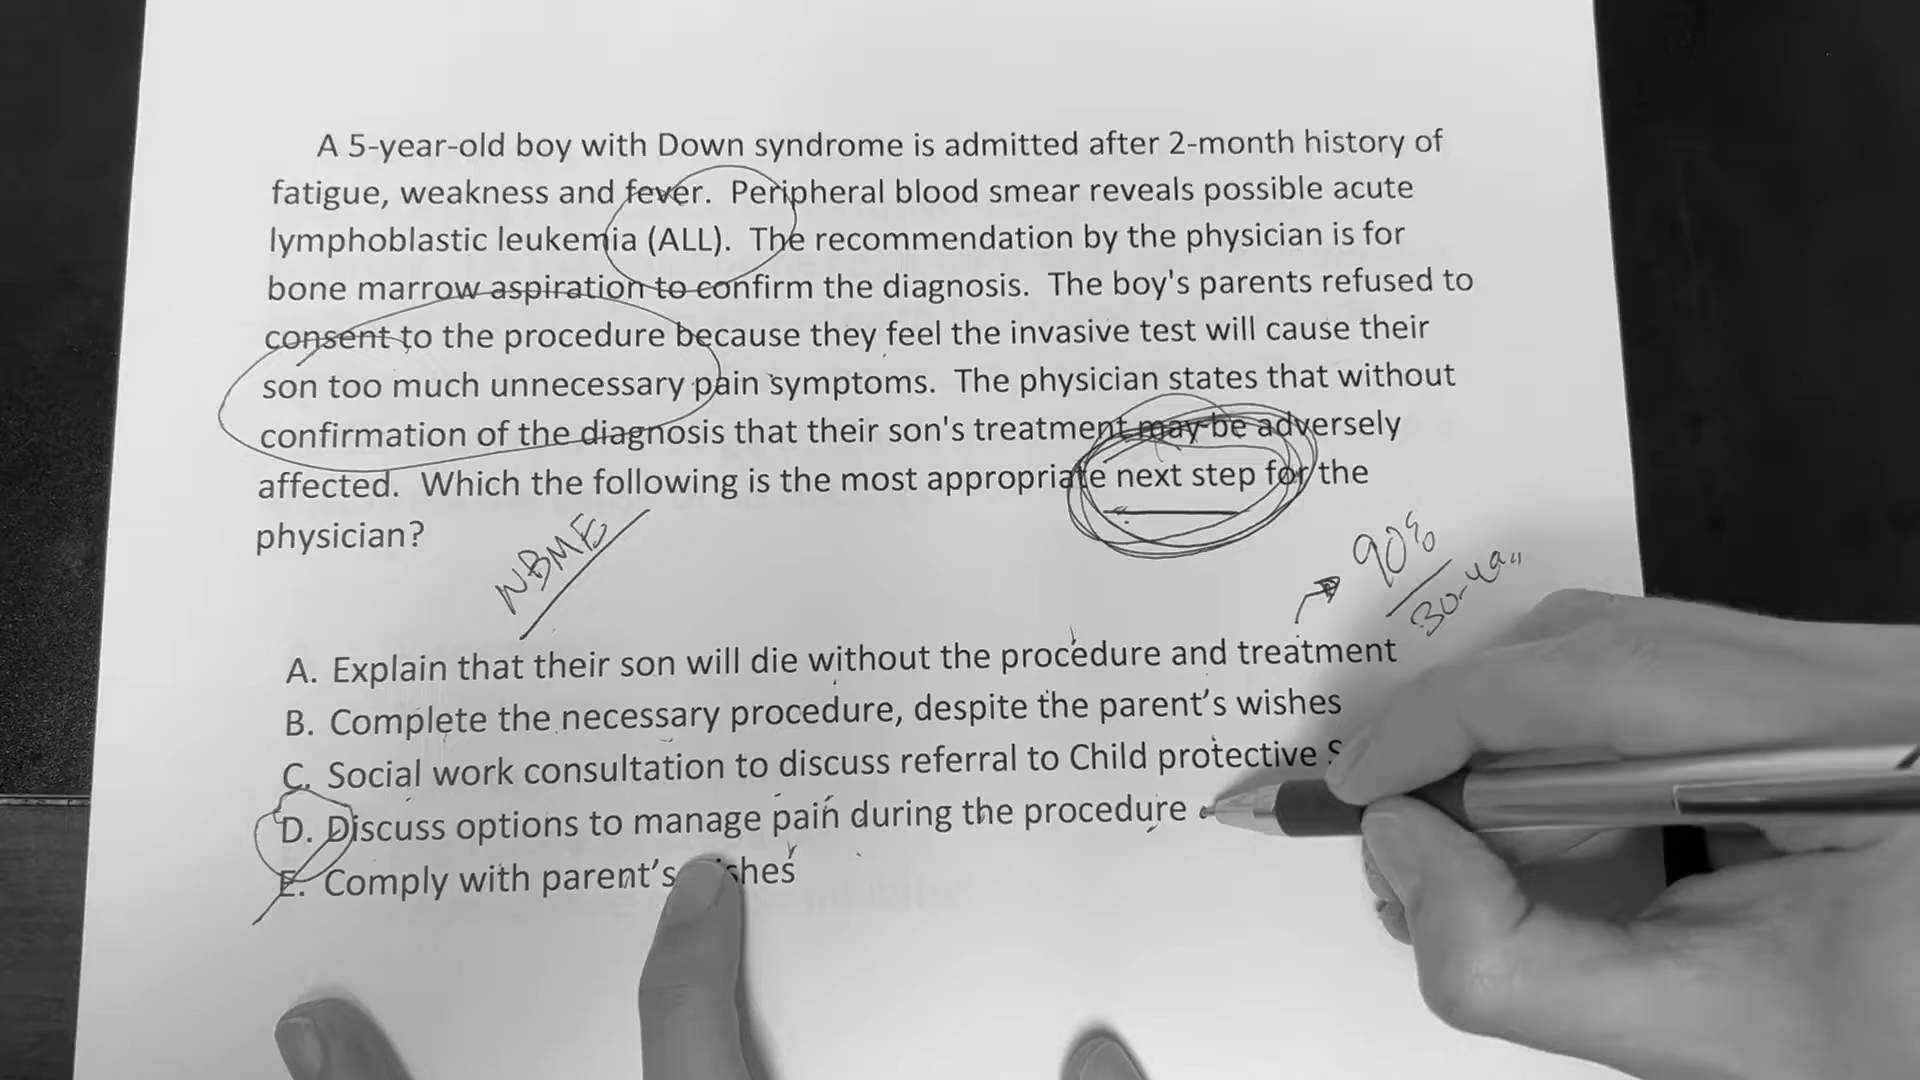 A 5-year-old boy with Down syndrome is admitted after 2-month history of
fatigue, weakness and fever. Peripheral blood smear reveals possible acute
lymphoblastic leukemia (ALL). The recommendation by the physician is for
bone marrow aspiration to confirm the diagnosis. The boy's parents refused to
consent to the procedure because they feel the invasive test will cause their
son too much unnecessary pain symptoms. The physician states that without
confirmation of the diagnosis that their son's treatment may be adversely
affected. Which the following is the most appropriate next step for the
physician?
NBME
90%
A. Explain that their son will die without the procedure and treatment
B. Complete the necessary procedure, despite the parent's wishes
C. Social work consultation to discuss referral to Child protective
D. Discuss options to manage pain during the procedure
E. Comply with parent's